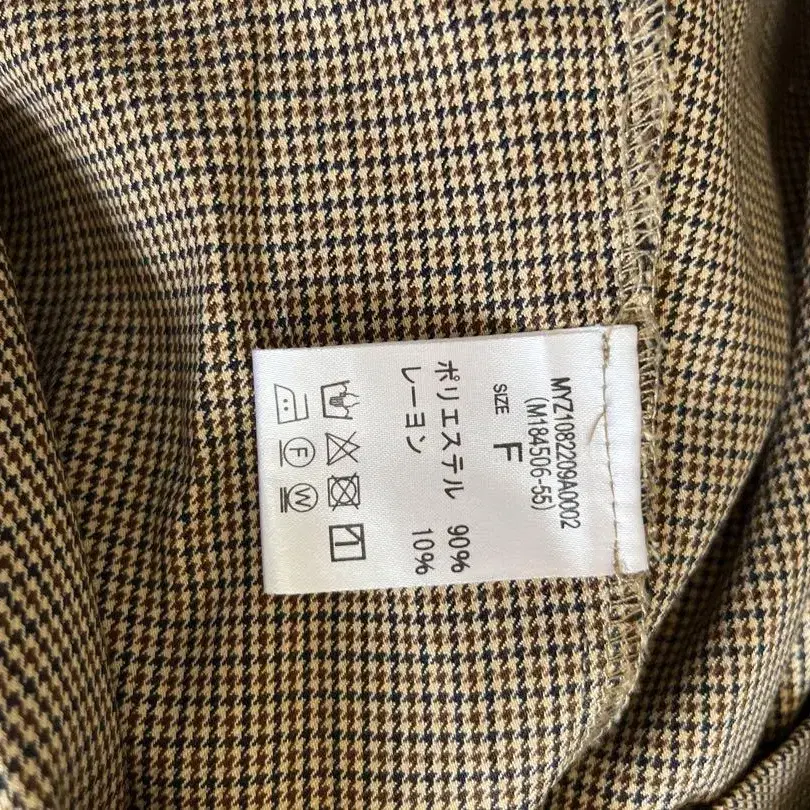 MYZ1082209A0002
(M184506-55)
SIZE F
ポリエステル 90%
レーヨン 10%
F W